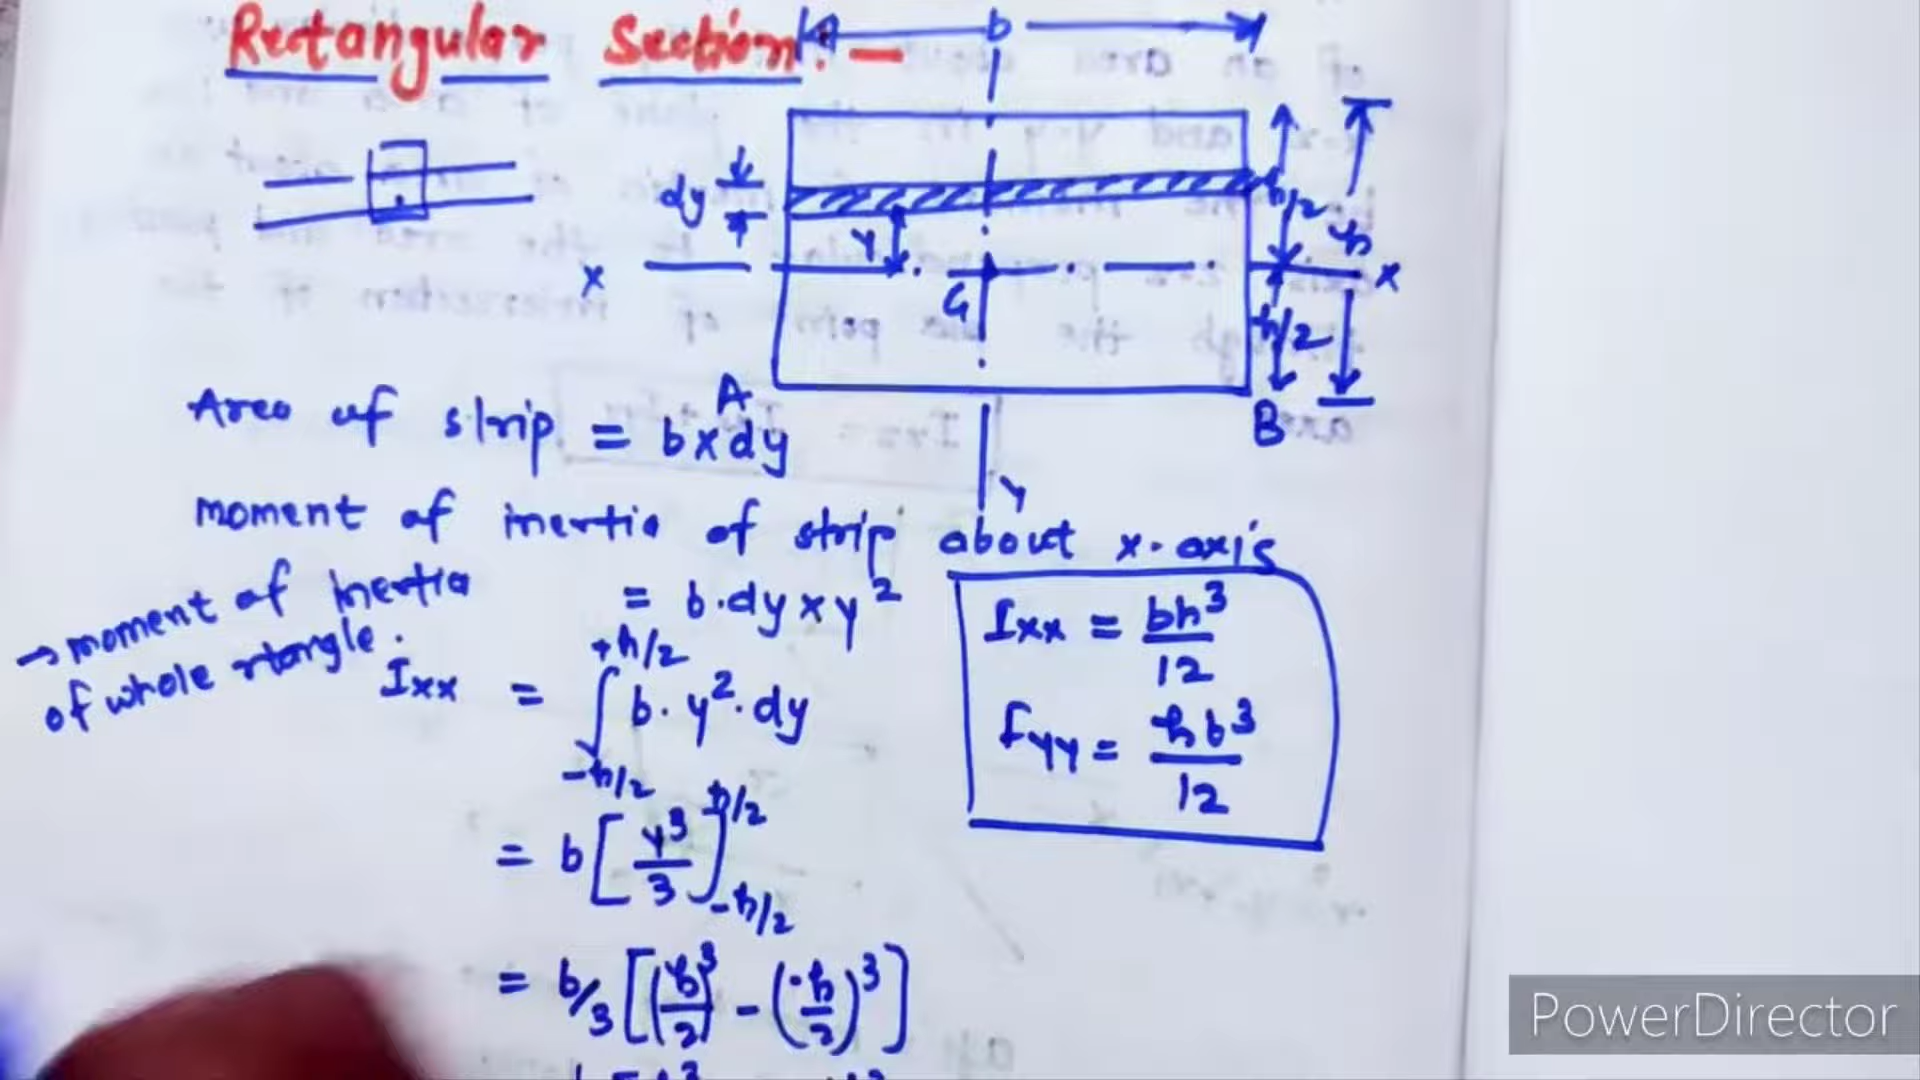 Rectangular Section: —
b
dy
h/2
h
y
X
X
G
h/2
A
B
Area of strip = b x dy
y
moment of inertia of strip about x-axis
= b.dy x y²
→ moment of inertia
of whole rtangle.
+h/2
Ixx = ∫ b. y². dy
-h/2
Ixx = bh³/12
Iyy = hb³/12
= b [y³/3] h/2
-h/2
= b/3 [(h/2)³ - (-h/2)³]
PowerDirector